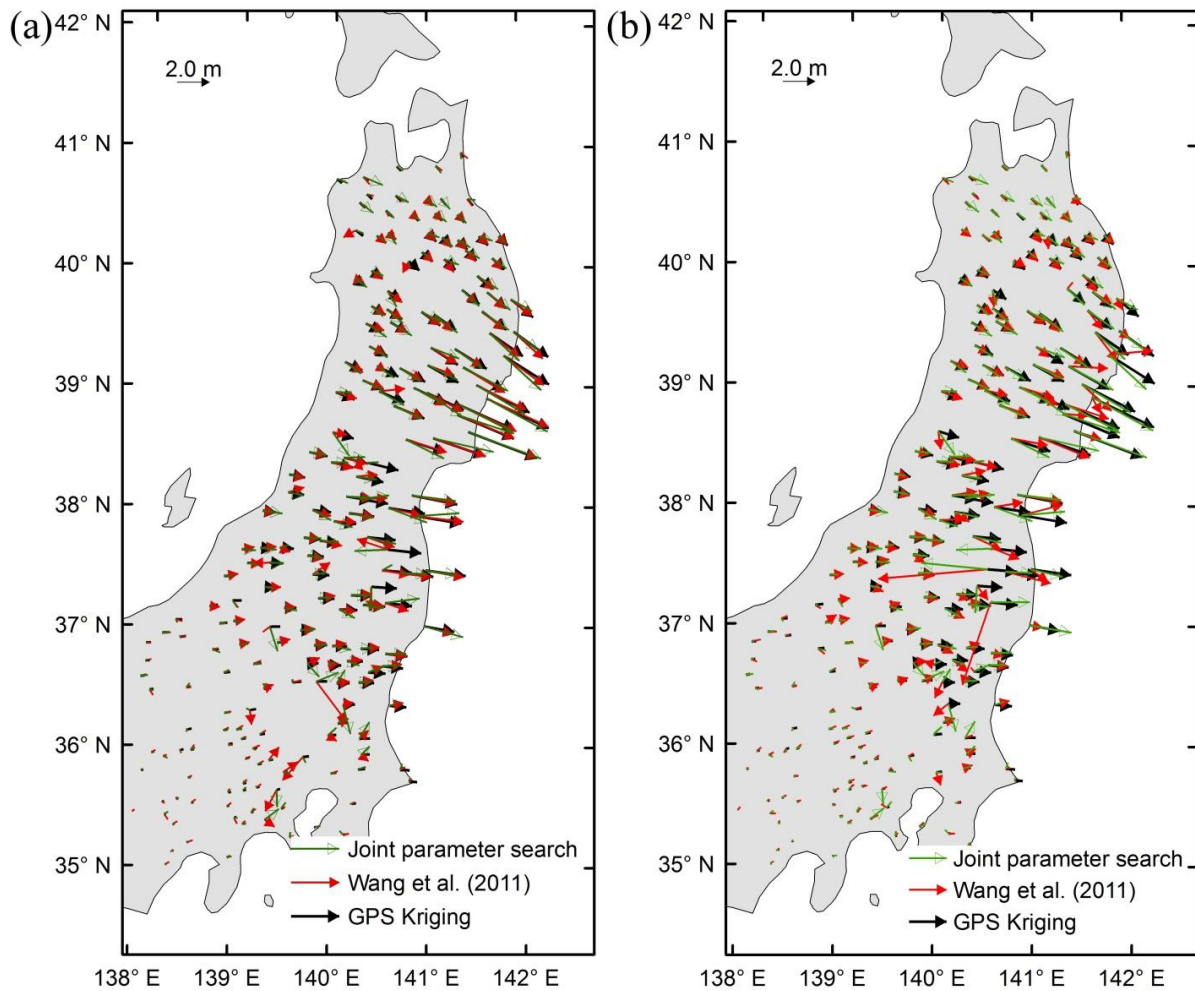 (a)
42° N
2.0 m
41° N
40° N
39° N
38° N
37° N
36° N
35° N
Joint parameter search
Wang et al. (2011)
GPS Kriging
138° E
139° E
140° E
141° E
142° E
(b)
42° N
2.0 m
41° N
40° N
39° N
38° N
37° N
36° N
35° N
Joint parameter search
Wang et al. (2011)
GPS Kriging
138° E
139° E
140° E
141° E
142° E